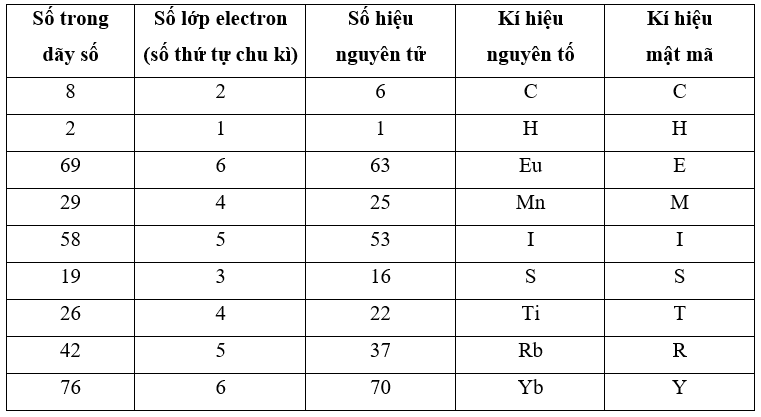 Số trong dãy số | Số lớp electron (số thứ tự chu kì) | Số hiệu nguyên tử | Kí hiệu nguyên tố | Kí hiệu mật mã
8 | 2 | 6 | C | C
2 | 1 | 1 | H | H
69 | 6 | 63 | Eu | E
29 | 4 | 25 | Mn | M
58 | 5 | 53 | I | I
19 | 3 | 16 | S | S
26 | 4 | 22 | Ti | T
42 | 5 | 37 | Rb | R
76 | 6 | 70 | Yb | Y